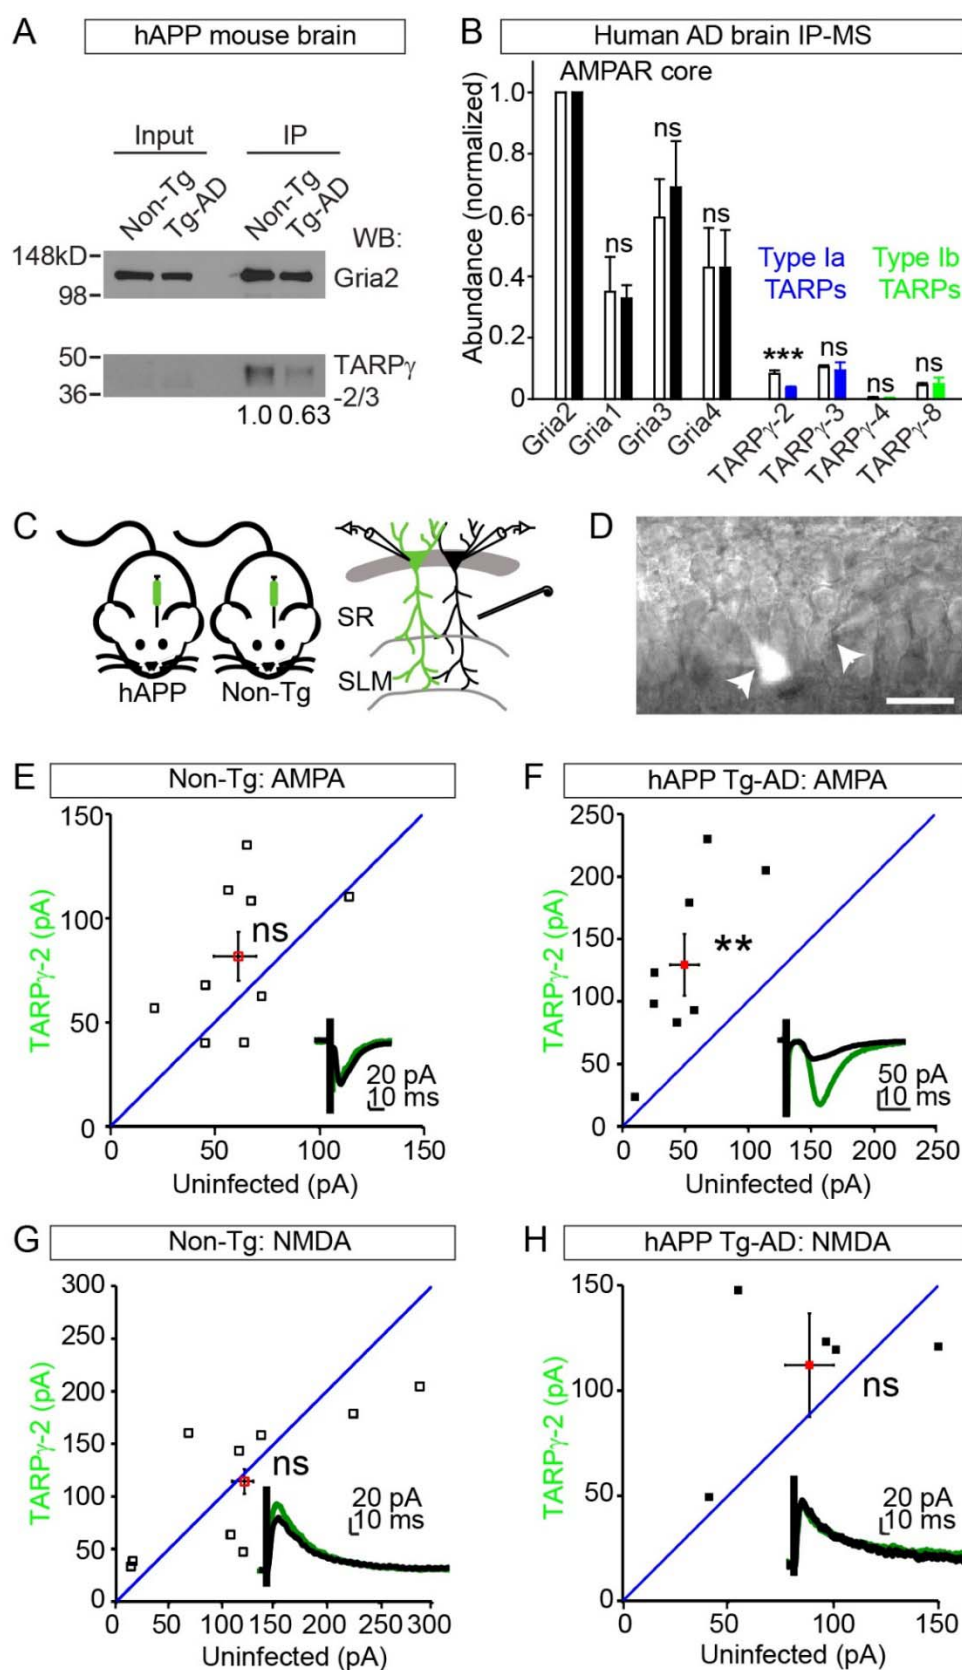 A
hAPP mouse brain
Input
IP
Non-Tg
Tg-AD
Non-Tg
Tg-AD
WB:
148kD
98
Gria2
50
36
TARPγ
-2/3
1.0 0.63
B
Human AD brain IP-MS
AMPAR core
Abundance (normalized)
1.0
0.8
0.6
0.4
0.2
0
ns
ns
ns
***
ns
ns
ns
Type Ia
TARPs
Type Ib
TARPs
Gria2
Gria1
Gria3
Gria4
TARPγ-2
TARPγ-3
TARPγ-4
TARPγ-8
C
hAPP
Non-Tg
SR
SLM
D
E
Non-Tg: AMPA
TARPγ-2 (pA)
150
100
50
0
ns
20 pA
10 ms
0 50 100 150
Uninfected (pA)
F
hAPP Tg-AD: AMPA
TARPγ-2 (pA)
250
200
150
100
50
0
**
50 pA
10 ms
0 50 100 150 200 250
Uninfected (pA)
G
Non-Tg: NMDA
TARPγ-2 (pA)
300
250
200
150
100
50
0
ns
20 pA
10 ms
0 50 100 150 200 250 300
Uninfected (pA)
H
hAPP Tg-AD: NMDA
TARPγ-2 (pA)
150
100
50
0
ns
20 pA
10 ms
0 50 100 150
Uninfected (pA)